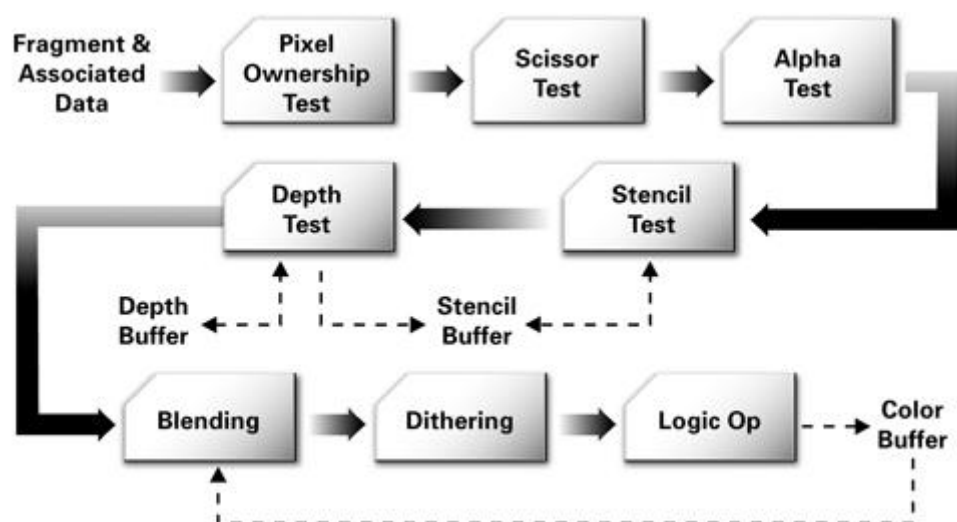 Fragment &
Associated
Data
Pixel
Ownership
Test
Scissor
Test
Alpha
Test
Depth
Test
Stencil
Test
Depth
Buffer
Stencil
Buffer
Blending
Dithering
Logic Op
Color
Buffer